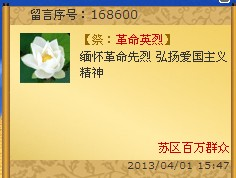 留言序号：168600
【祭：革命英烈】
缅怀革命先烈 弘扬爱国主义
精神
苏区百万群众
2013/04/01 15:47